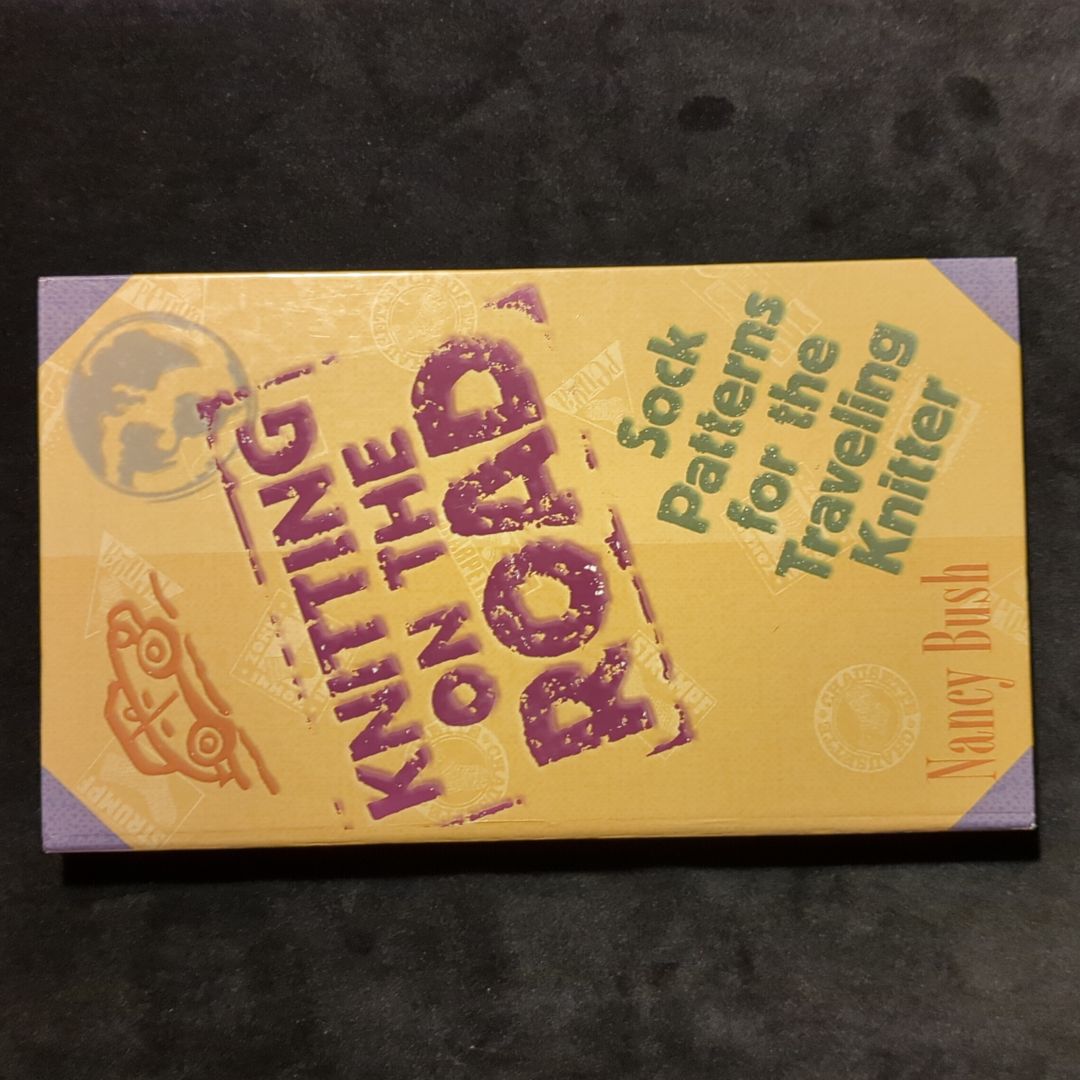 KNITTING
ON THE
ROAD
Sock
Patterns
for the
Traveling
Knitter
Nancy Bush